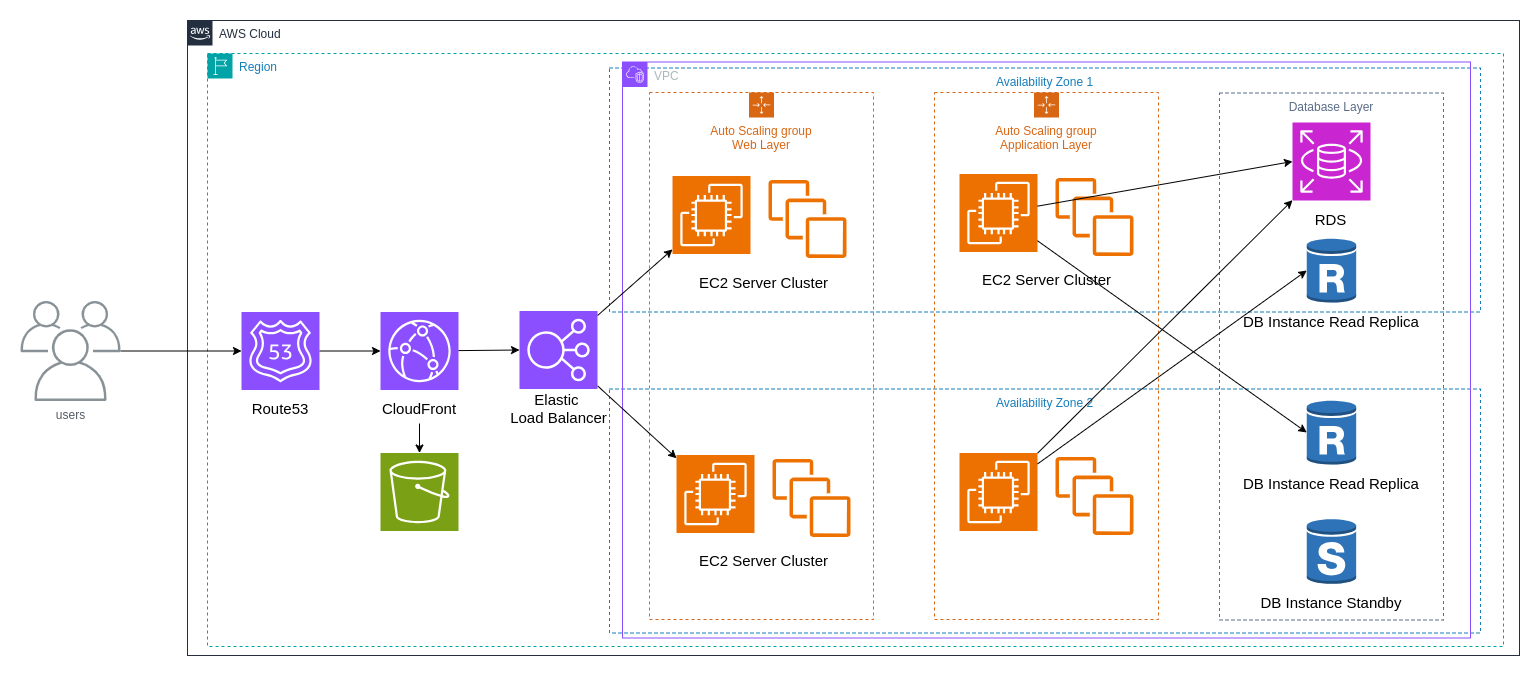 aws
AWS Cloud
Region
VPC
Availability Zone 1
Auto Scaling group
Web Layer
Auto Scaling group
Application Layer
Database Layer
RDS
EC2 Server Cluster
EC2 Server Cluster
R
DB Instance Read Replica
users
53
Route53
CloudFront
Elastic
Load Balancer
Availability Zone 2
R
DB Instance Read Replica
EC2 Server Cluster
S
DB Instance Standby